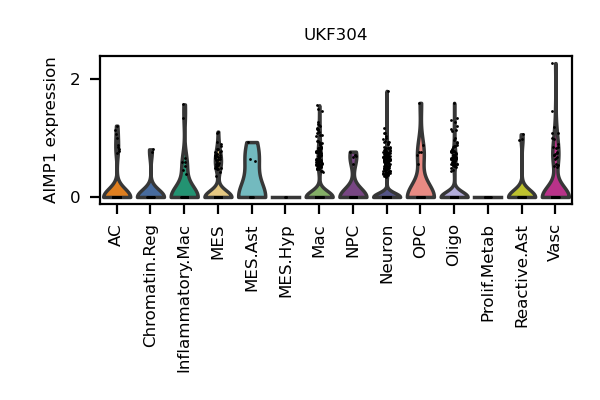 UKF304
AIMP1 expression
2
0
AC
Chromatin.Reg
Inflammatory.Mac
MES
MES.Ast
MES.Hyp
Mac
NPC
Neuron
OPC
Oligo
Prolif.Metab
Reactive.Ast
Vasc